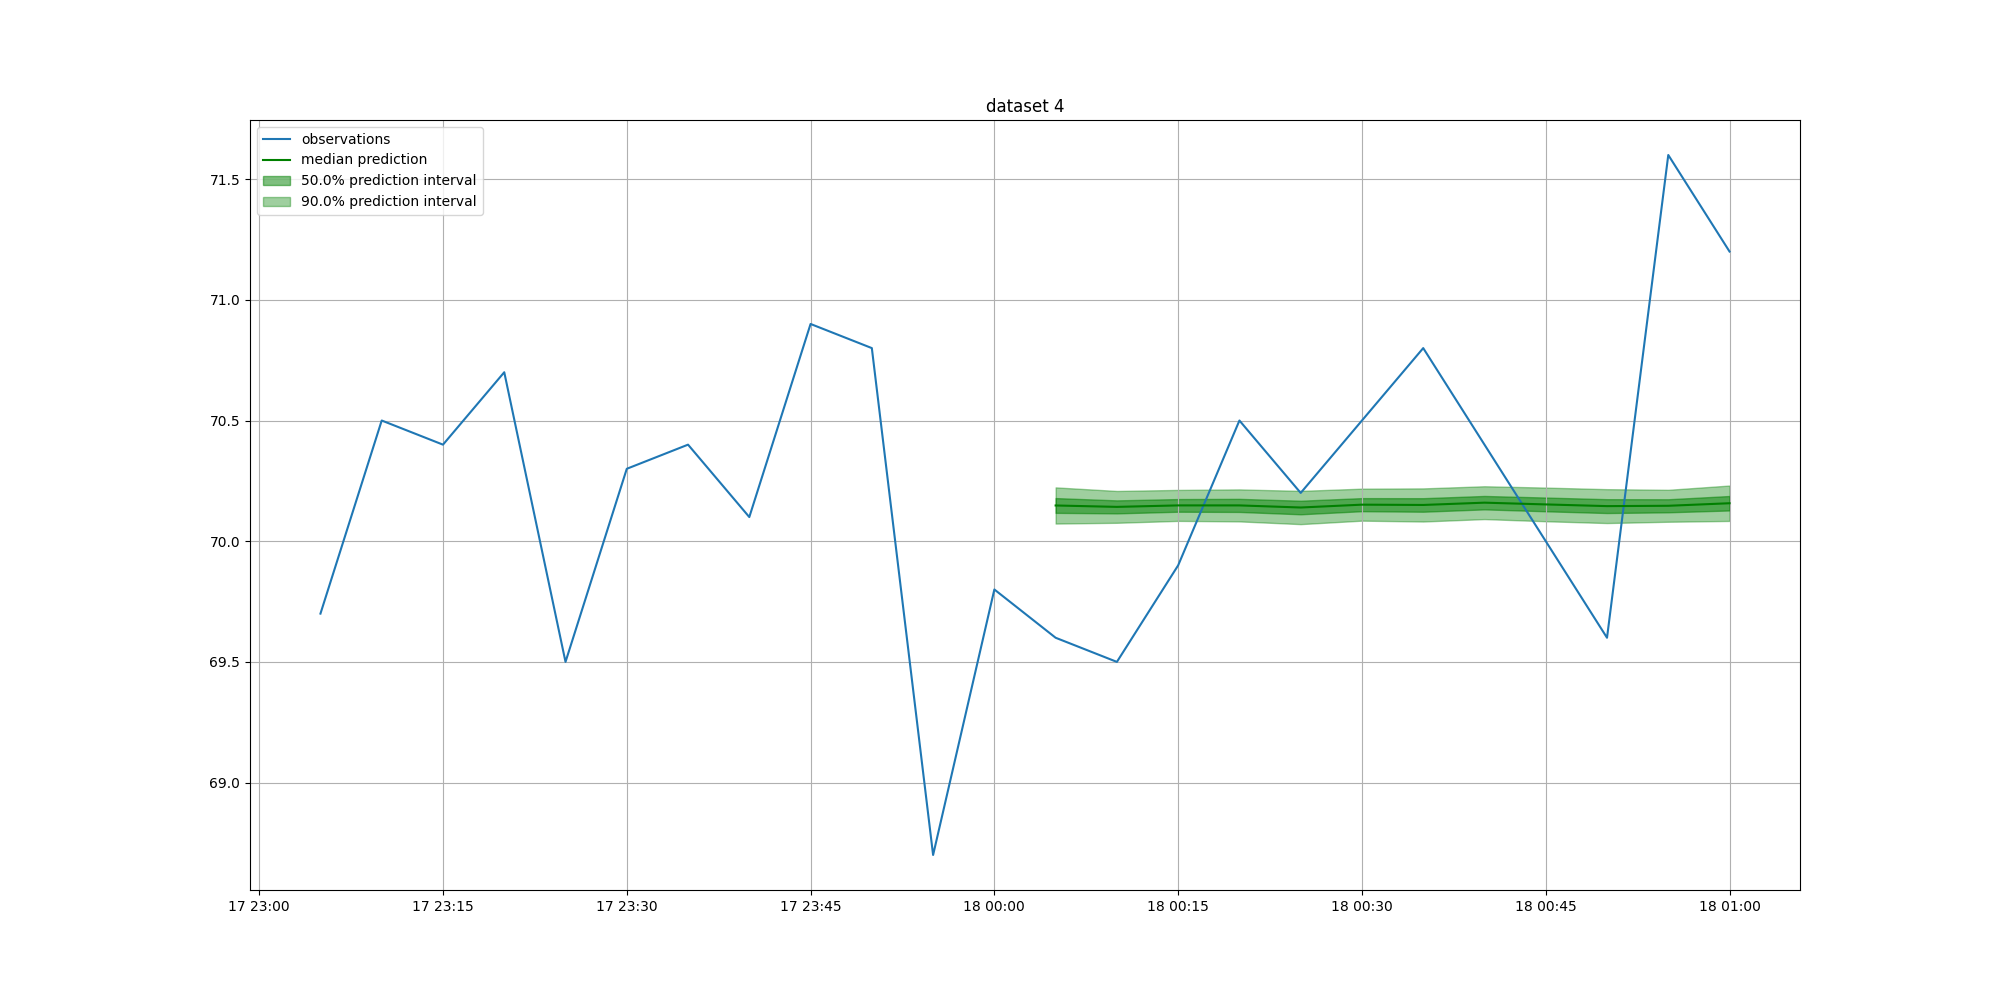 dataset 4
observations
median prediction
50.0% prediction interval
90.0% prediction interval
71.5
71.0
70.5
70.0
69.5
69.0
17 23:00 17 23:15 17 23:30 17 23:45 18 00:00 18 00:15 18 00:30 18 00:45 18 01:00